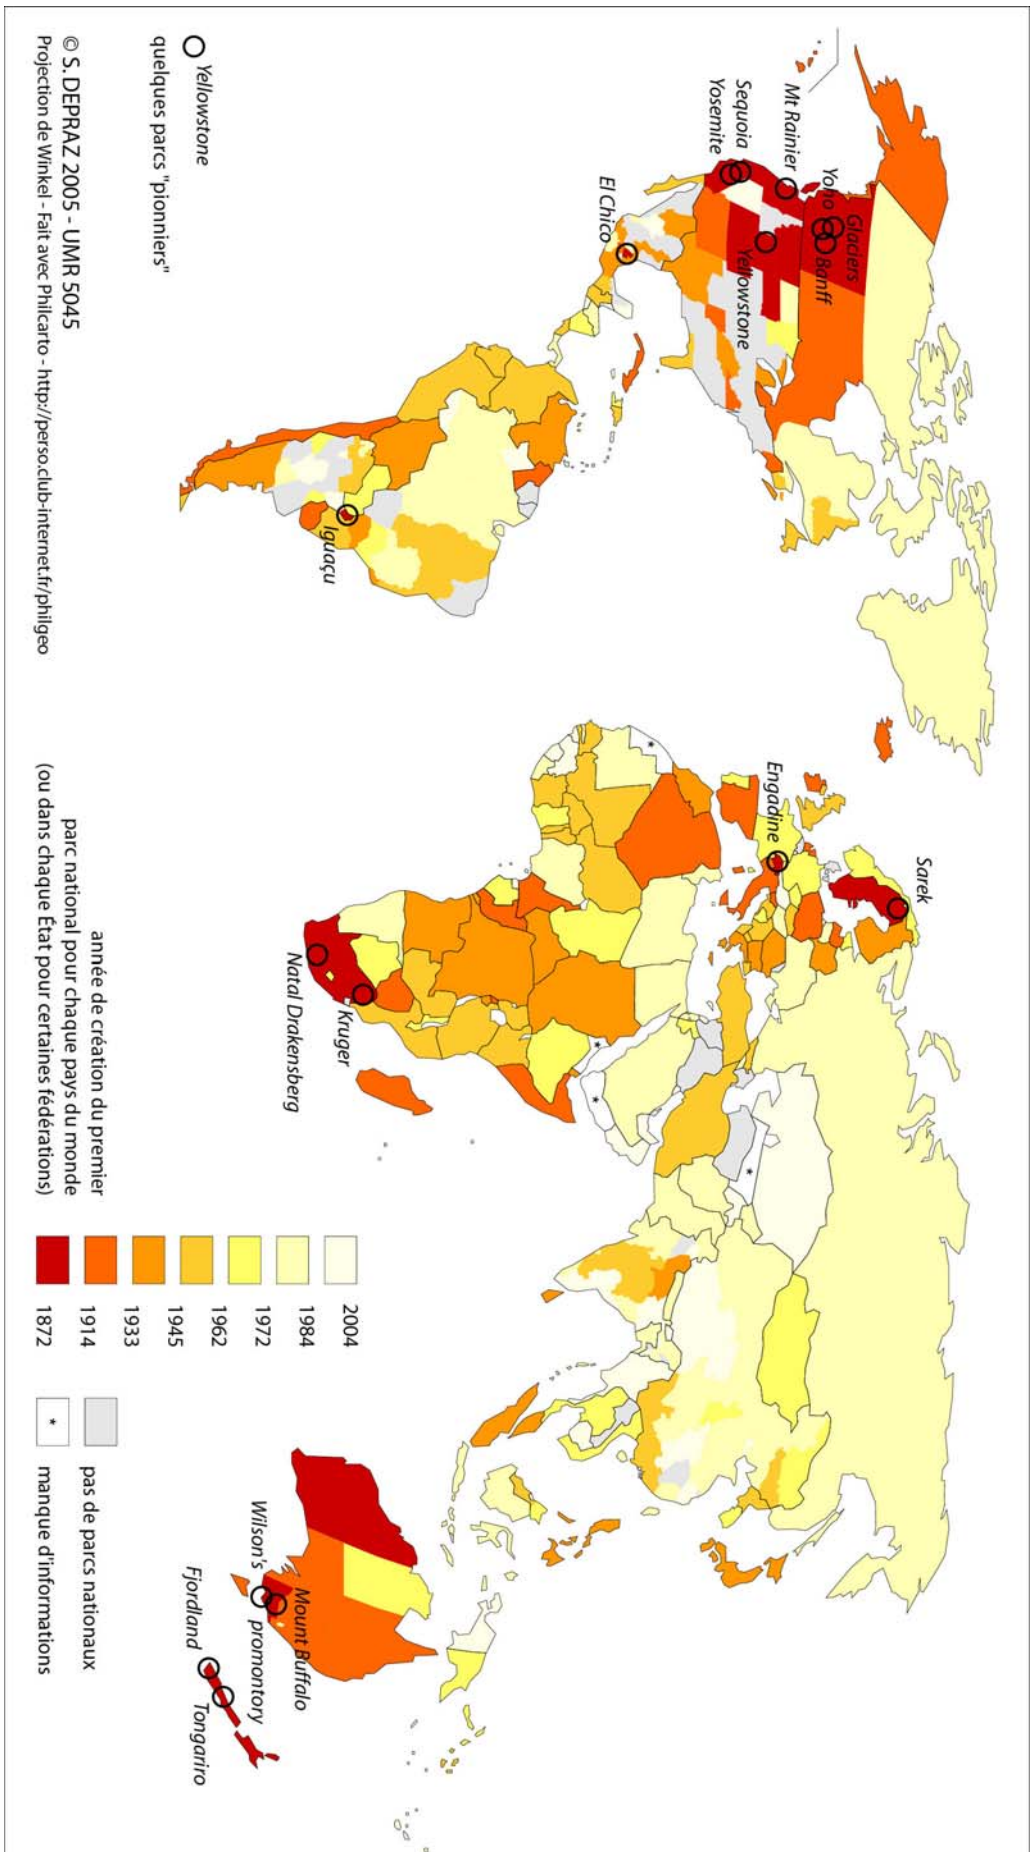 Glaciers
Yoho
Banff
Mt Rainier
Sequoia
Yosemite
Yellowstone
El Chico
Iguaçu
Sarek
Engadine
Kruger
Natal Drakensberg
Mount Buffalo
Wilson's
promontory
Tongariro
Fjordland
Yellowstone
quelques parcs "pionniers"
© S. DEPRAZ 2005 - UMR 5045
Projection de Winkel - Fait avec Philcarto - http://perso.club-internet.fr/philgeo
année de création du premier
parc national pour chaque pays du monde
(ou dans chaque État pour certaines fédérations)
2004
1984
1972
1962
1945
1933
1914
1872
pas de parcs nationaux
* manque d'informations
*
*
*
*